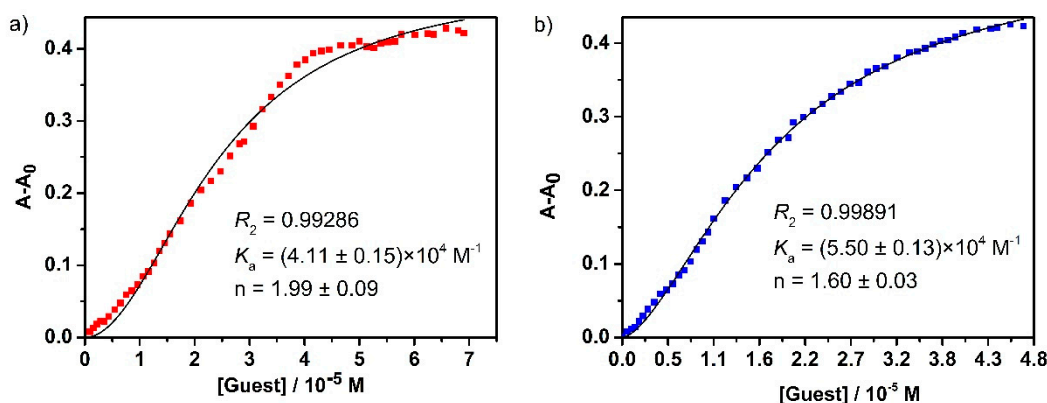 a)
A-A0
0.4
0.3
0.2
0.1
0.0
R2 = 0.99286
Ka = (4.11 ± 0.15)×10⁴ M⁻¹
n = 1.99 ± 0.09
0 1 2 3 4 5 6 7
[Guest] / 10⁻⁵ M
b)
A-A0
0.4
0.3
0.2
0.1
0.0
R2 = 0.99891
Ka = (5.50 ± 0.13)×10⁴ M⁻¹
n = 1.60 ± 0.03
0.0 0.5 1.1 1.6 2.2 2.7 3.2 3.8 4.3 4.8
[Guest] / 10⁻⁵ M